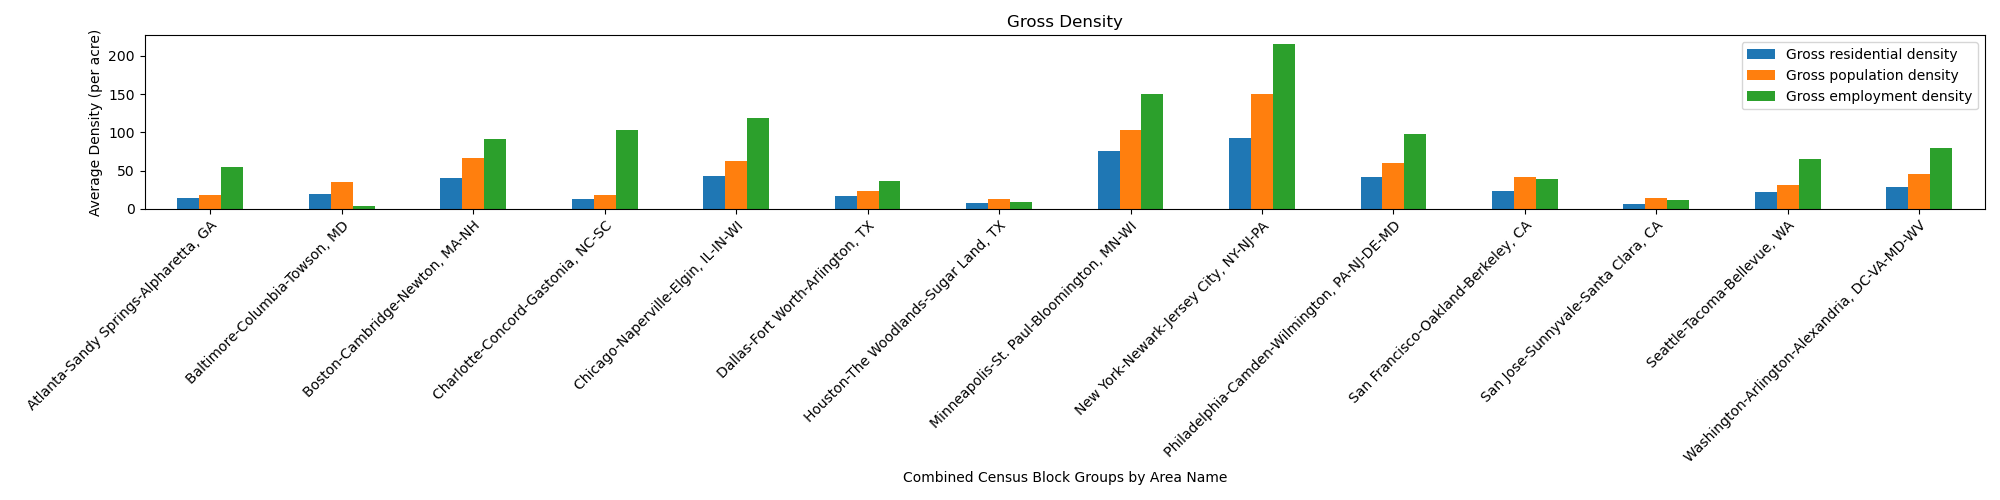 Gross Density
Average Density (per acre)
200
150
100
50
0
Gross residential density
Gross population density
Gross employment density
Atlanta-Sandy Springs-Alpharetta, GA
Baltimore-Columbia-Towson, MD
Boston-Cambridge-Newton, MA-NH
Charlotte-Concord-Gastonia, NC-SC
Chicago-Naperville-Elgin, IL-IN-WI
Dallas-Fort Worth-Arlington, TX
Houston-The Woodlands-Sugar Land, TX
Minneapolis-St. Paul-Bloomington, MN-WI
New York-Newark-Jersey City, NY-NJ-PA
Philadelphia-Camden-Wilmington, PA-NJ-DE-MD
San Francisco-Oakland-Berkeley, CA
San Jose-Sunnyvale-Santa Clara, CA
Seattle-Tacoma-Bellevue, WA
Washington-Arlington-Alexandria, DC-VA-MD-WV
Combined Census Block Groups by Area Name